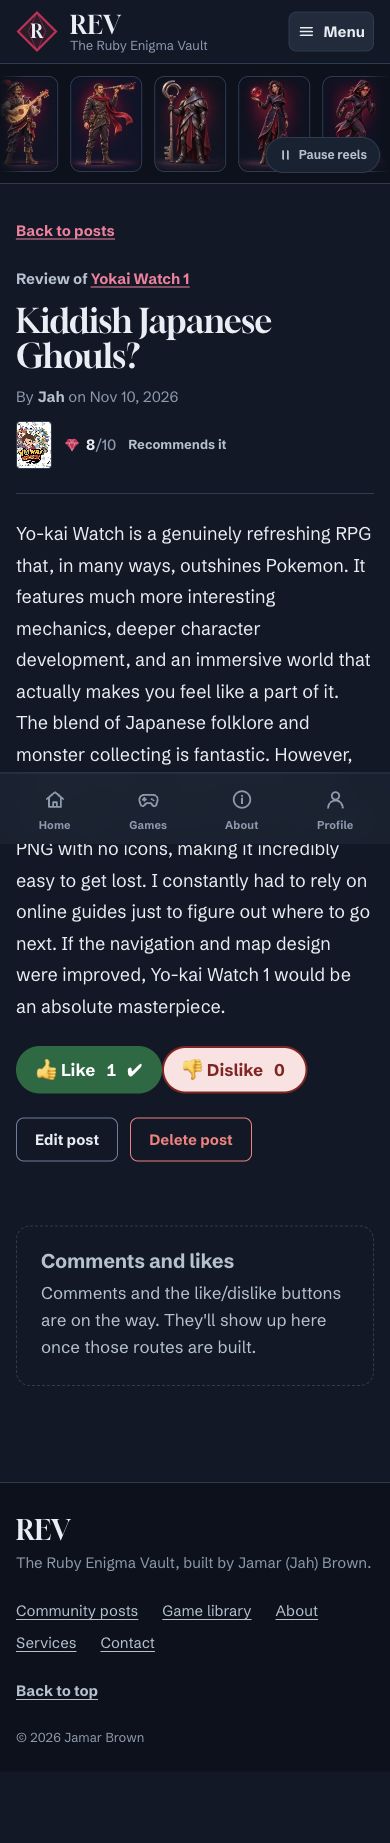 REV
The Ruby Enigma Vault
Menu
Pause reels
Back to posts
Review of Yokai Watch 1
Kiddish Japanese
Ghouls?
By Jah on Nov 10, 2026
8/10 Recommends it
Yo-kai Watch is a genuinely refreshing RPG
that, in many ways, outshines Pokemon. It
features much more interesting
mechanics, deeper character
development, and an immersive world that
actually makes you feel like a part of it.
The blend of Japanese folklore and
monster collecting is fantastic. However,
Home Games About Profile
PNG with no icons, making it incredibly
easy to get lost. I constantly had to rely on
online guides just to figure out where to go
next. If the navigation and map design
were improved, Yo-kai Watch 1 would be
an absolute masterpiece.
👍 Like 1 ✔ 👎 Dislike 0
Edit post Delete post
Comments and likes
Comments and the like/dislike buttons
are on the way. They'll show up here
once those routes are built.
REV
The Ruby Enigma Vault, built by Jamar (Jah) Brown.
Community posts Game library About
Services Contact
Back to top
© 2026 Jamar Brown